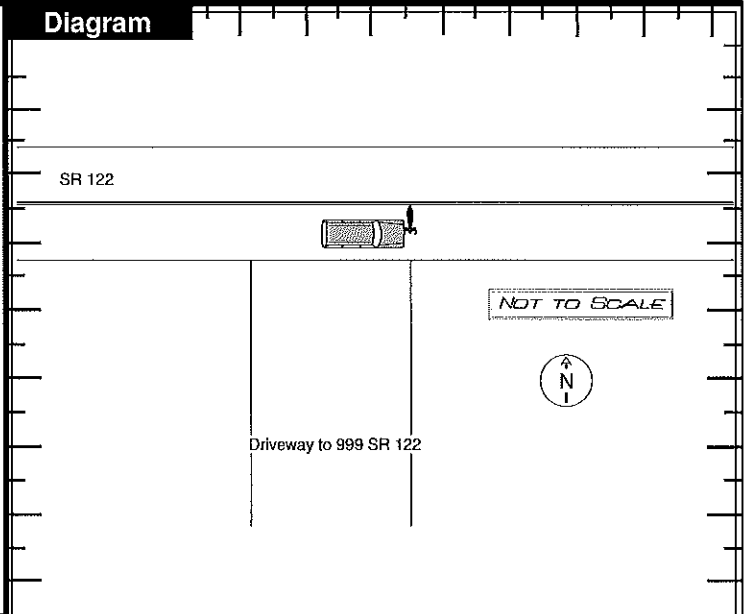 Diagram
SR 122
NOT TO SCALE
N
Driveway to 999 SR 122